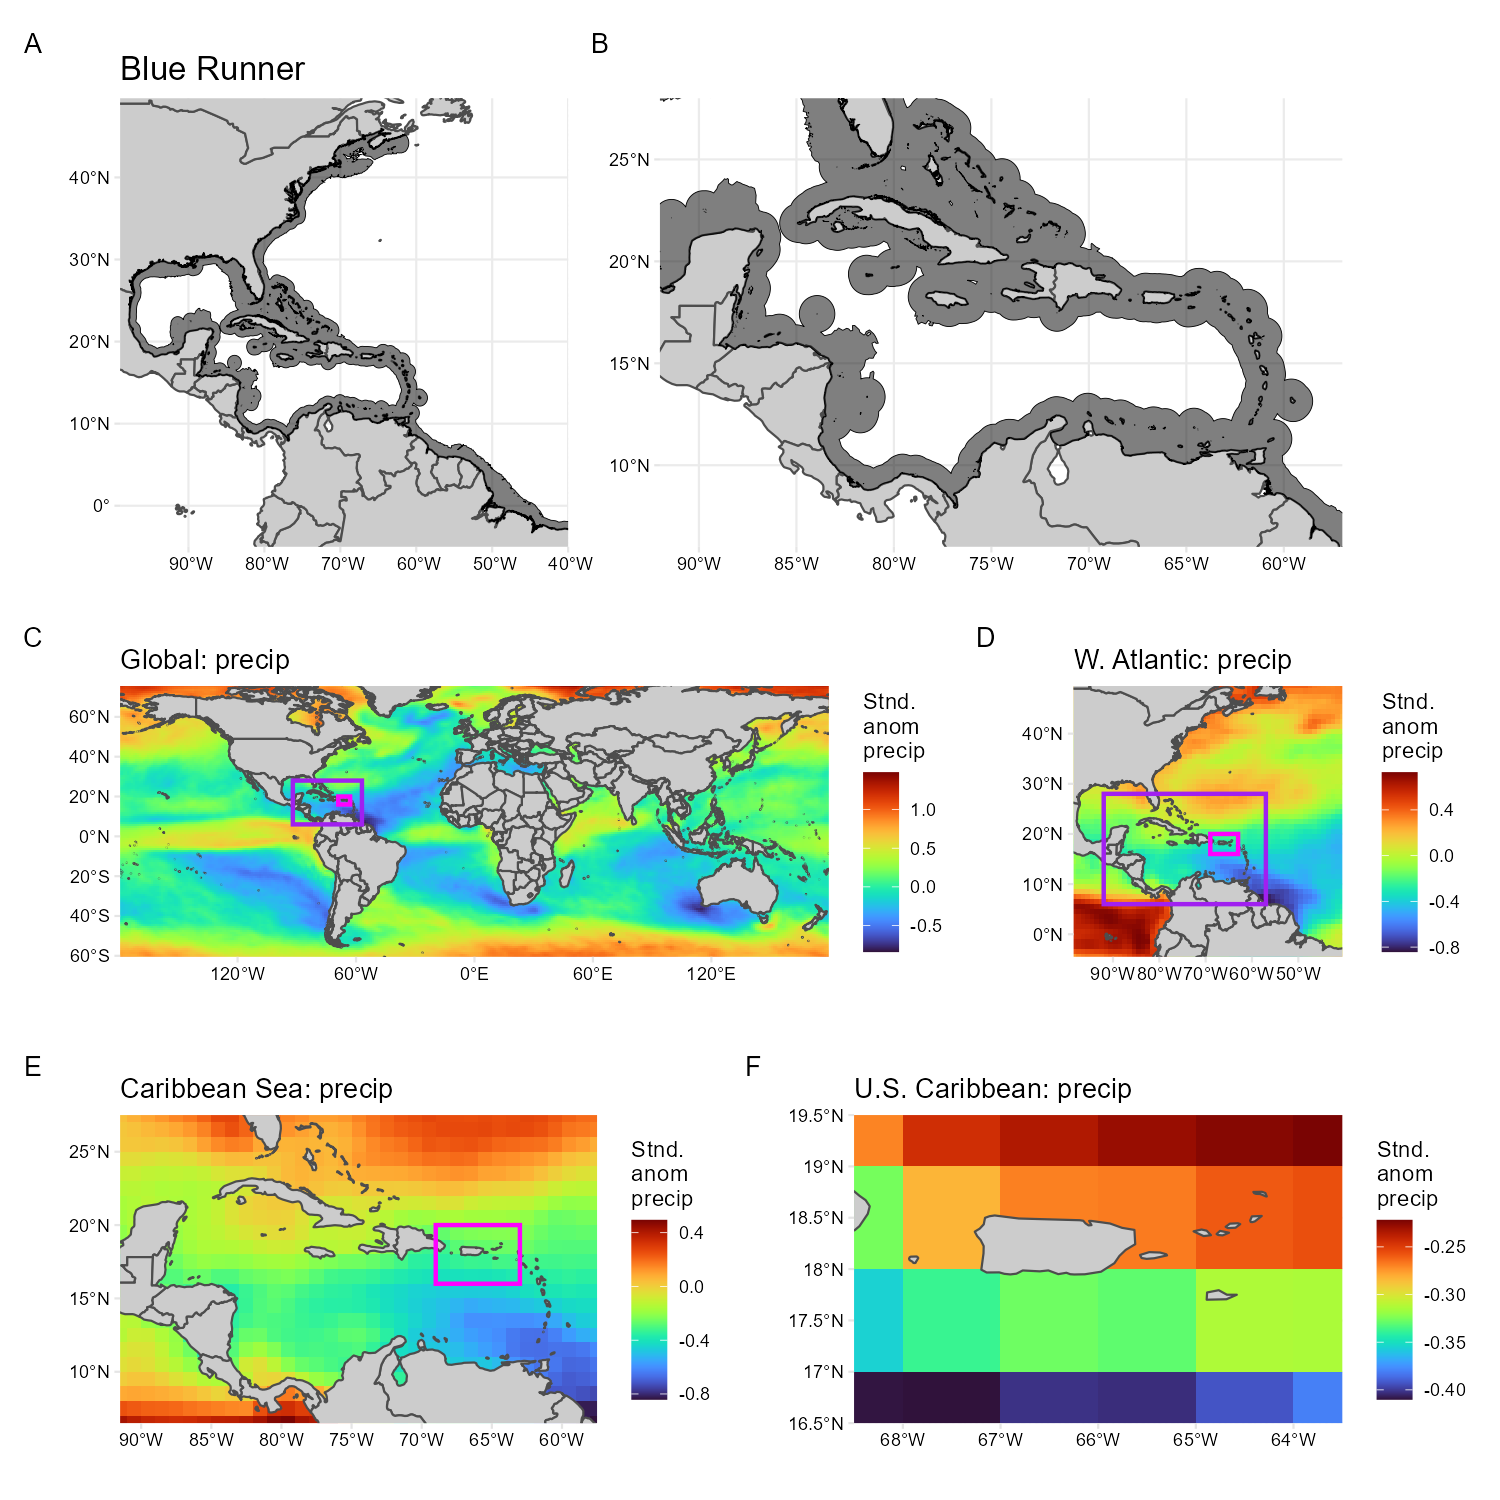 A
B
Blue Runner
40°N
30°N
20°N
10°N
0°
90°W 80°W 70°W 60°W 50°W 40°W
25°N
20°N
15°N
10°N
90°W 85°W 80°W 75°W 70°W 65°W 60°W
C
D
Global: precip
60°N
40°N
20°N
0°N
20°S
40°S
60°S
120°W 60°W 0°E 60°E 120°E
Stnd.
anom
precip
1.0
0.5
0.0
-0.5
W. Atlantic: precip
40°N
30°N
20°N
10°N
0°N
90°W 80°W 70°W 60°W 50°W
Stnd.
anom
precip
0.4
0.0
-0.4
-0.8
E
F
Caribbean Sea: precip
25°N
20°N
15°N
10°N
90°W 85°W 80°W 75°W 70°W 65°W 60°W
Stnd.
anom
precip
0.4
0.0
-0.4
-0.8
U.S. Caribbean: precip
19.5°N
19°N
18.5°N
18°N
17.5°N
17°N
16.5°N
68°W 67°W 66°W 65°W 64°W
Stnd.
anom
precip
-0.25
-0.30
-0.35
-0.40